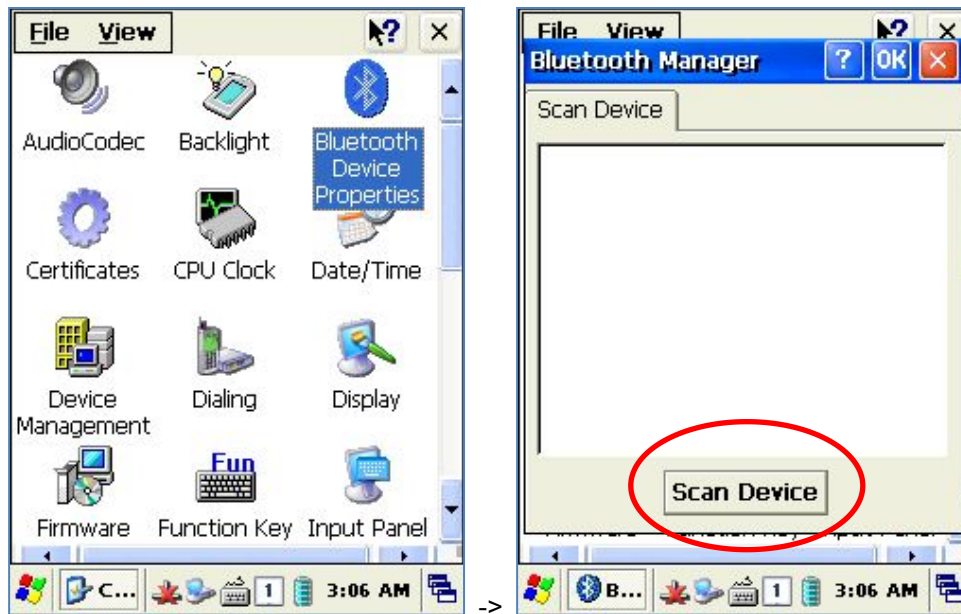 File View ? ×
AudioCodec Backlight Bluetooth Device Properties
Certificates CPU Clock Date/Time
Device Management Dialing Display
Fun
Firmware Function Key Input Panel
C... 1 3:06 AM
->
File View ? ×
Bluetooth Manager ? OK ×
Scan Device
Scan Device
B... 1 3:06 AM